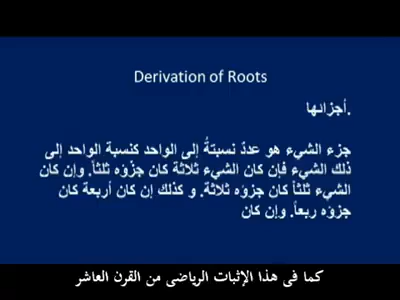 Derivation of Roots
أجزائها.
جزء الشيء هو عددٌ نسبتهُ إلى الواحد كنسبة الواحد إلى
ذلك الشيء فإن كان الشيء ثلاثة كان جزؤه ثلثاً. وإن كان
الشيء ثلثاً كان جزؤه ثلاثة. و كذلك إن كان أربعة كان
جزوه ربعاً. وإن كان
كما فى هذا الإثبات الرياضى من القرن العاشر